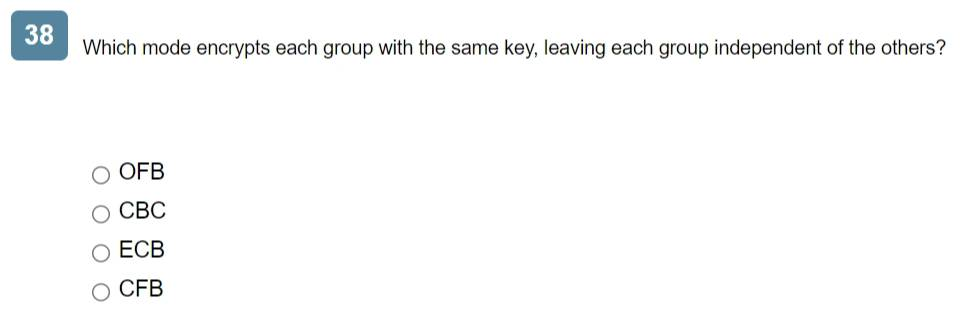 38
Which mode encrypts each group with the same key, leaving each group independent of the others?
OFB
CBC
ECB
CFB